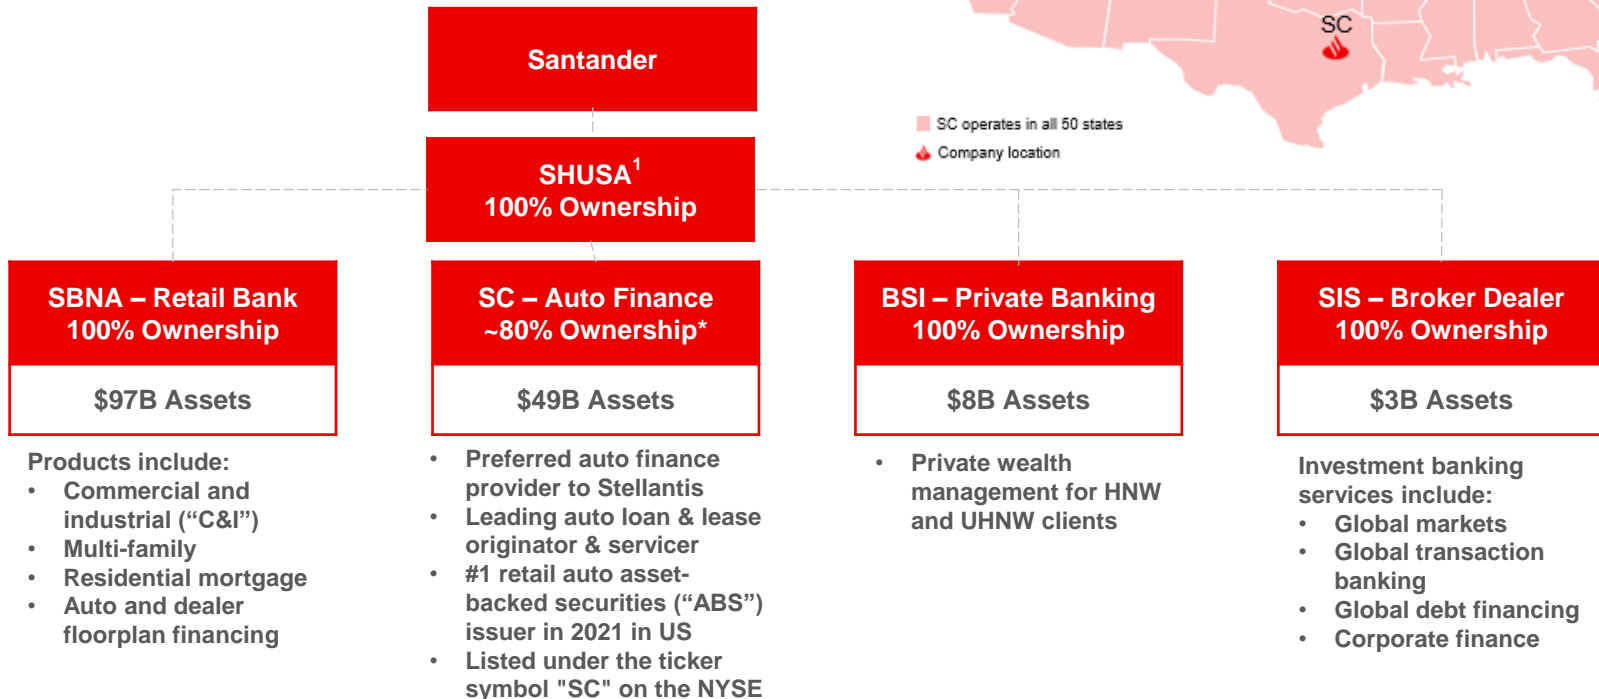 SC
SC operates in all 50 states
Company location
Santander
SHUSA1
100% Ownership
SBNA – Retail Bank
100% Ownership
$97B Assets
Products include:
• Commercial and
industrial (“C&I”)
• Multi-family
• Residential mortgage
• Auto and dealer
floorplan financing
SC – Auto Finance
~80% Ownership*
$49B Assets
• Preferred auto finance
provider to Stellantis
• Leading auto loan & lease
originator & servicer
• #1 retail auto asset-
backed securities (“ABS”)
issuer in 2021 in US
• Listed under the ticker
symbol "SC" on the NYSE
BSI – Private Banking
100% Ownership
$8B Assets
• Private wealth
management for HNW
and UHNW clients
SIS – Broker Dealer
100% Ownership
$3B Assets
Investment banking
services include:
• Global markets
• Global transaction
banking
• Global debt financing
• Corporate finance